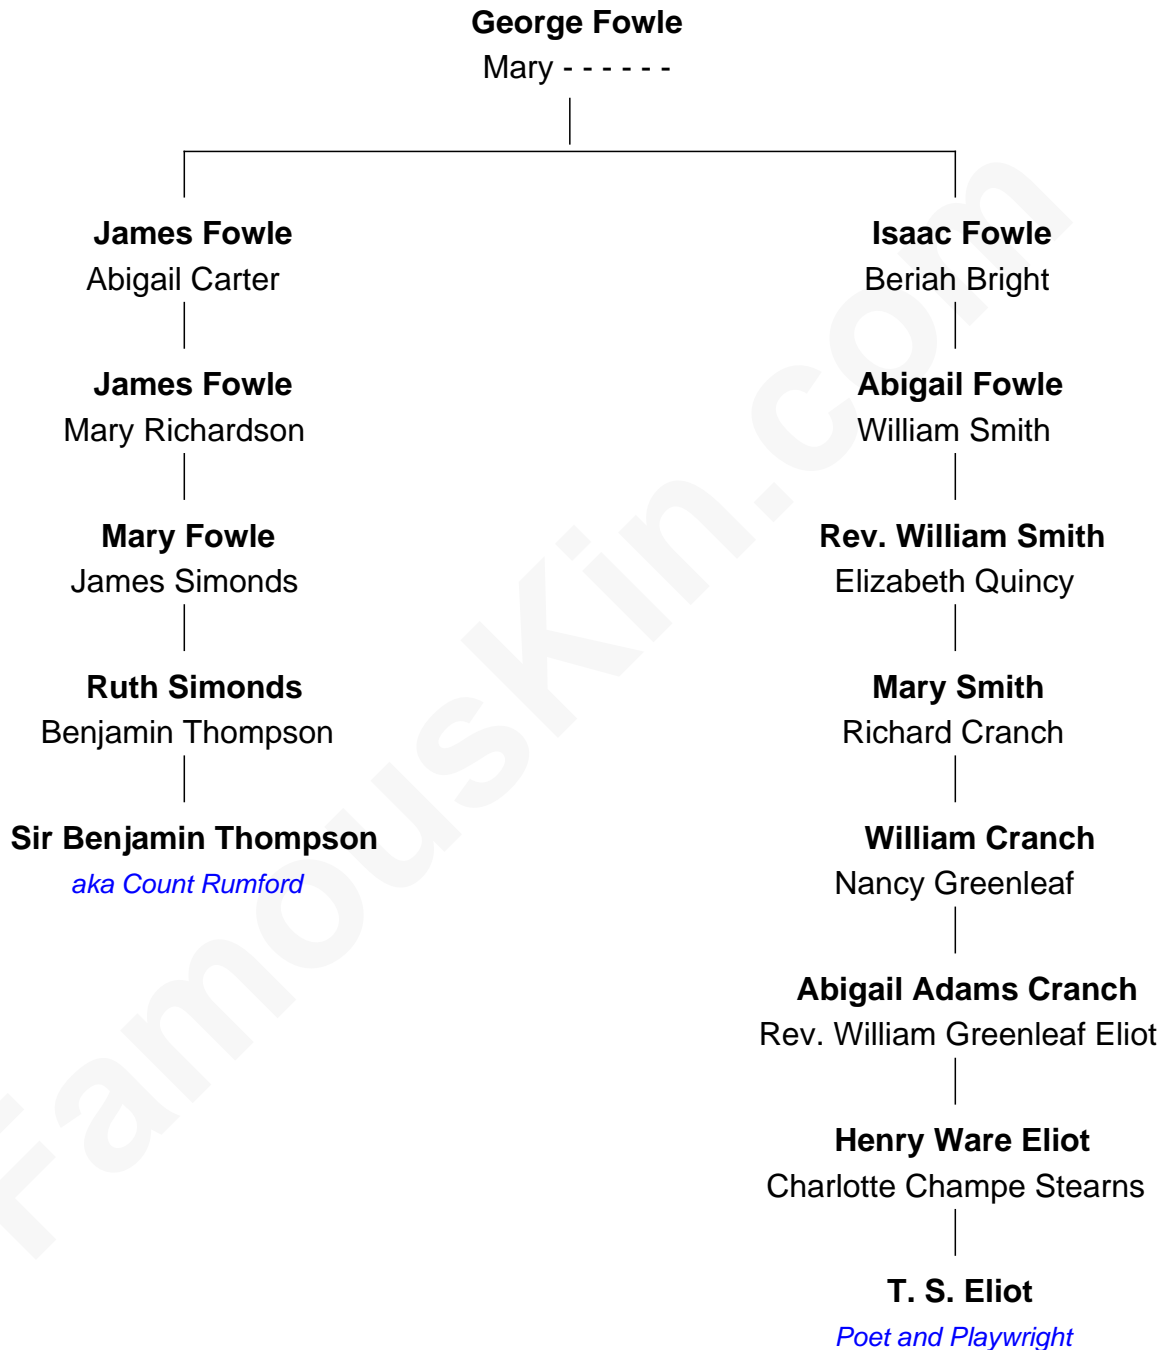 George Fowle
Mary - - - - - -
James Fowle
Abigail Carter
James Fowle
Mary Richardson
Mary Fowle
James Simonds
Ruth Simonds
Benjamin Thompson
Sir Benjamin Thompson
aka Count Rumford
Isaac Fowle
Beriah Bright
Abigail Fowle
William Smith
Rev. William Smith
Elizabeth Quincy
Mary Smith
Richard Cranch
William Cranch
Nancy Greenleaf
Abigail Adams Cranch
Rev. William Greenleaf Eliot
Henry Ware Eliot
Charlotte Champe Stearns
T. S. Eliot
Poet and Playwright
FamousKin.com